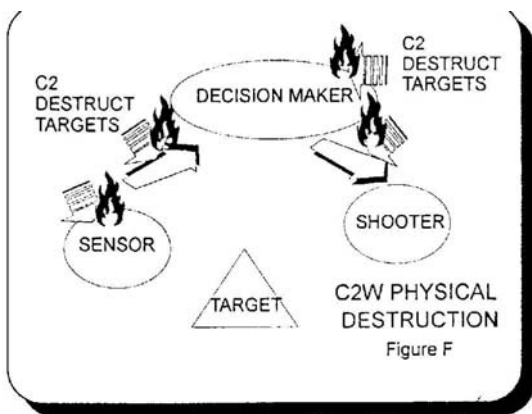 C2
DESTRUCT
TARGETS
C2
DESTRUCT
TARGETS
DECISION MAKER
SENSOR
SHOOTER
TARGET
C2W PHYSICAL
DESTRUCTION
Figure F